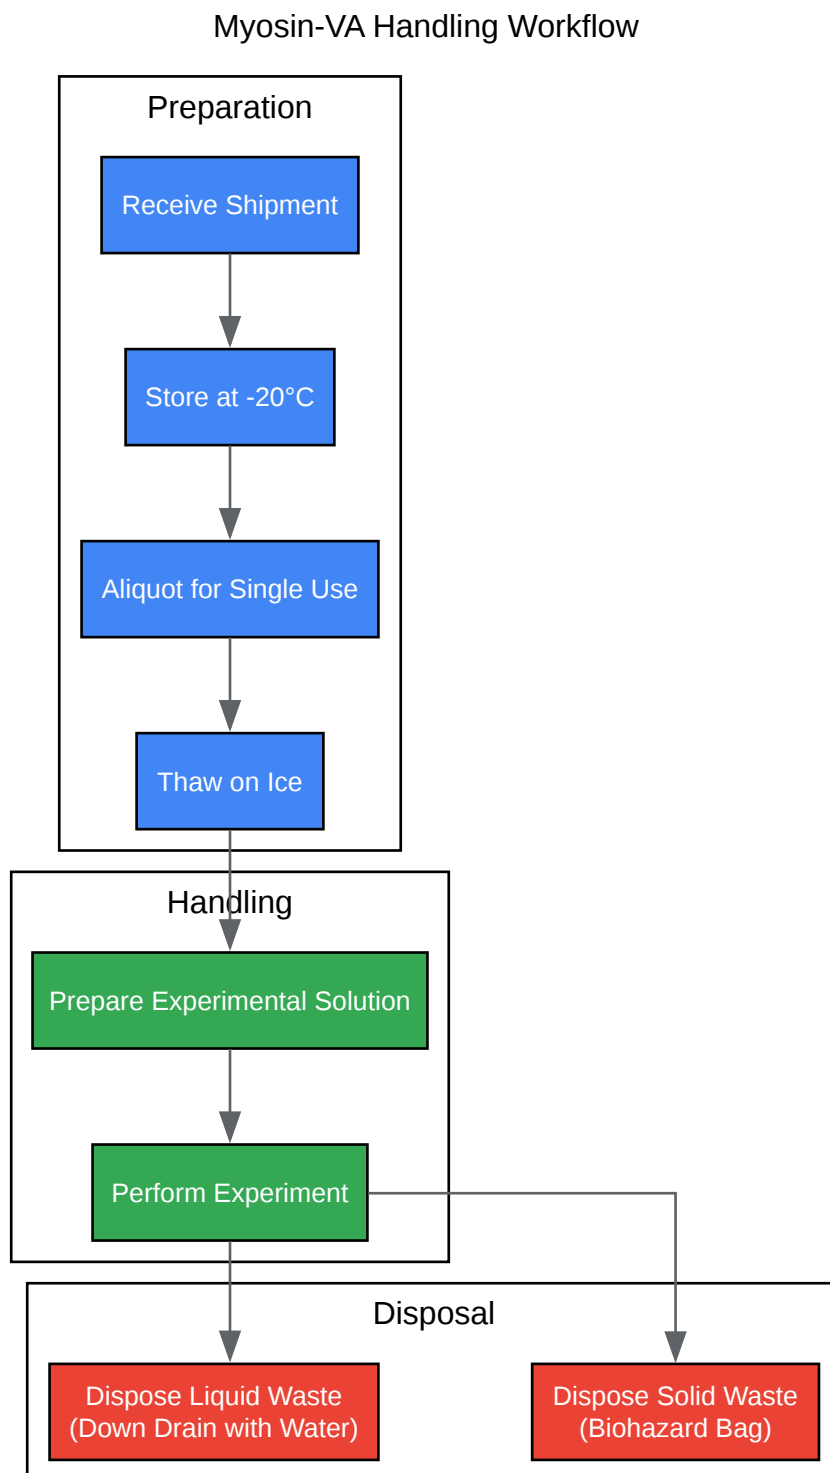 Myosin-VA Handling Workflow
Preparation
Receive Shipment
Store at -20°C
Aliquot for Single Use
Thaw on Ice
Handling
Prepare Experimental Solution
Perform Experiment
Disposal
Dispose Liquid Waste
(Down Drain with Water)
Dispose Solid Waste
(Biohazard Bag)